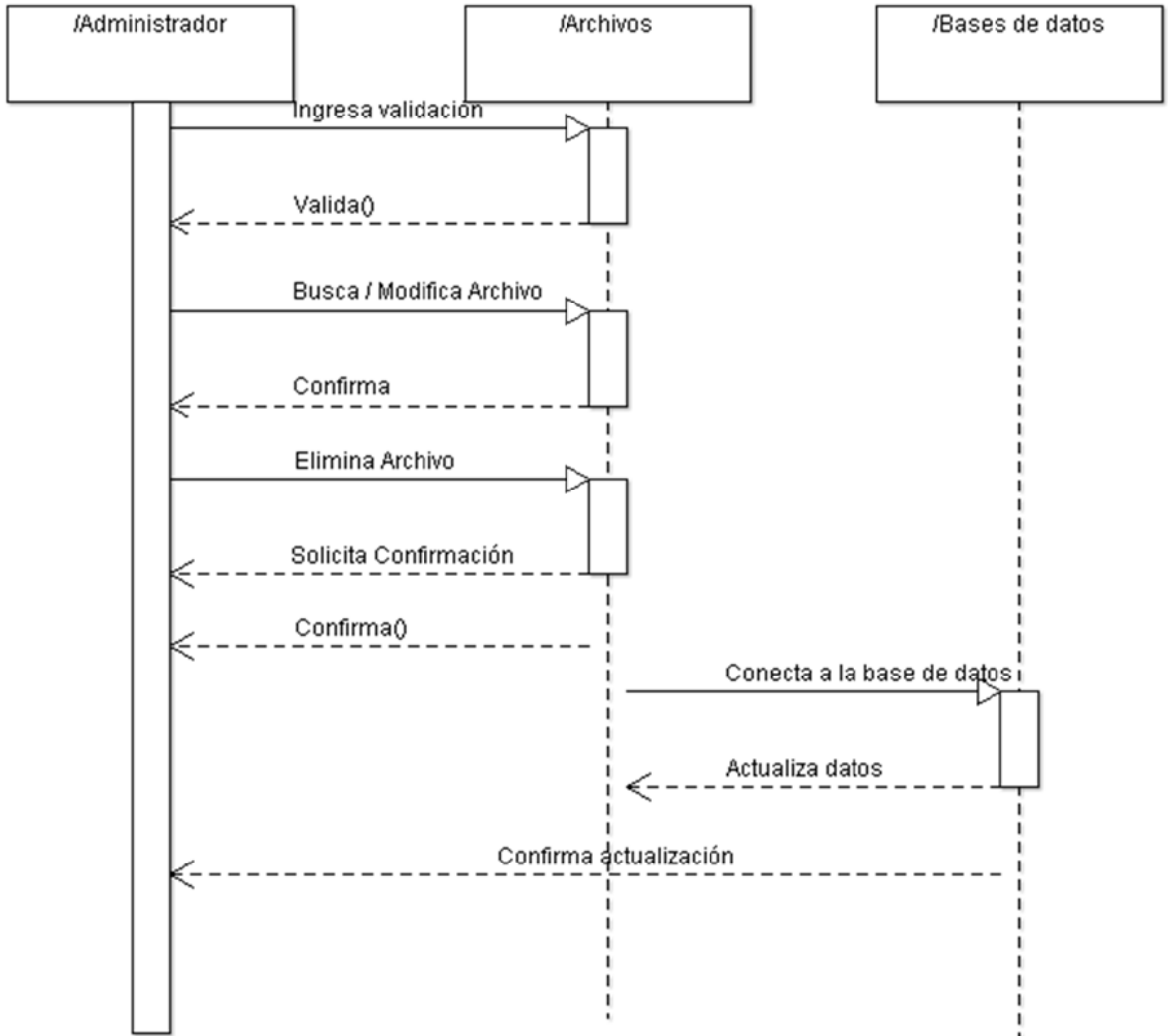 /Administrador
/Archivos
/Bases de datos
Ingresa validación
Valida()
Busca / Modifica Archivo
Confirma
Elimina Archivo
Solicita Confirmación
Confirma()
Conecta a la base de datos
Actualiza datos
Confirma actualización